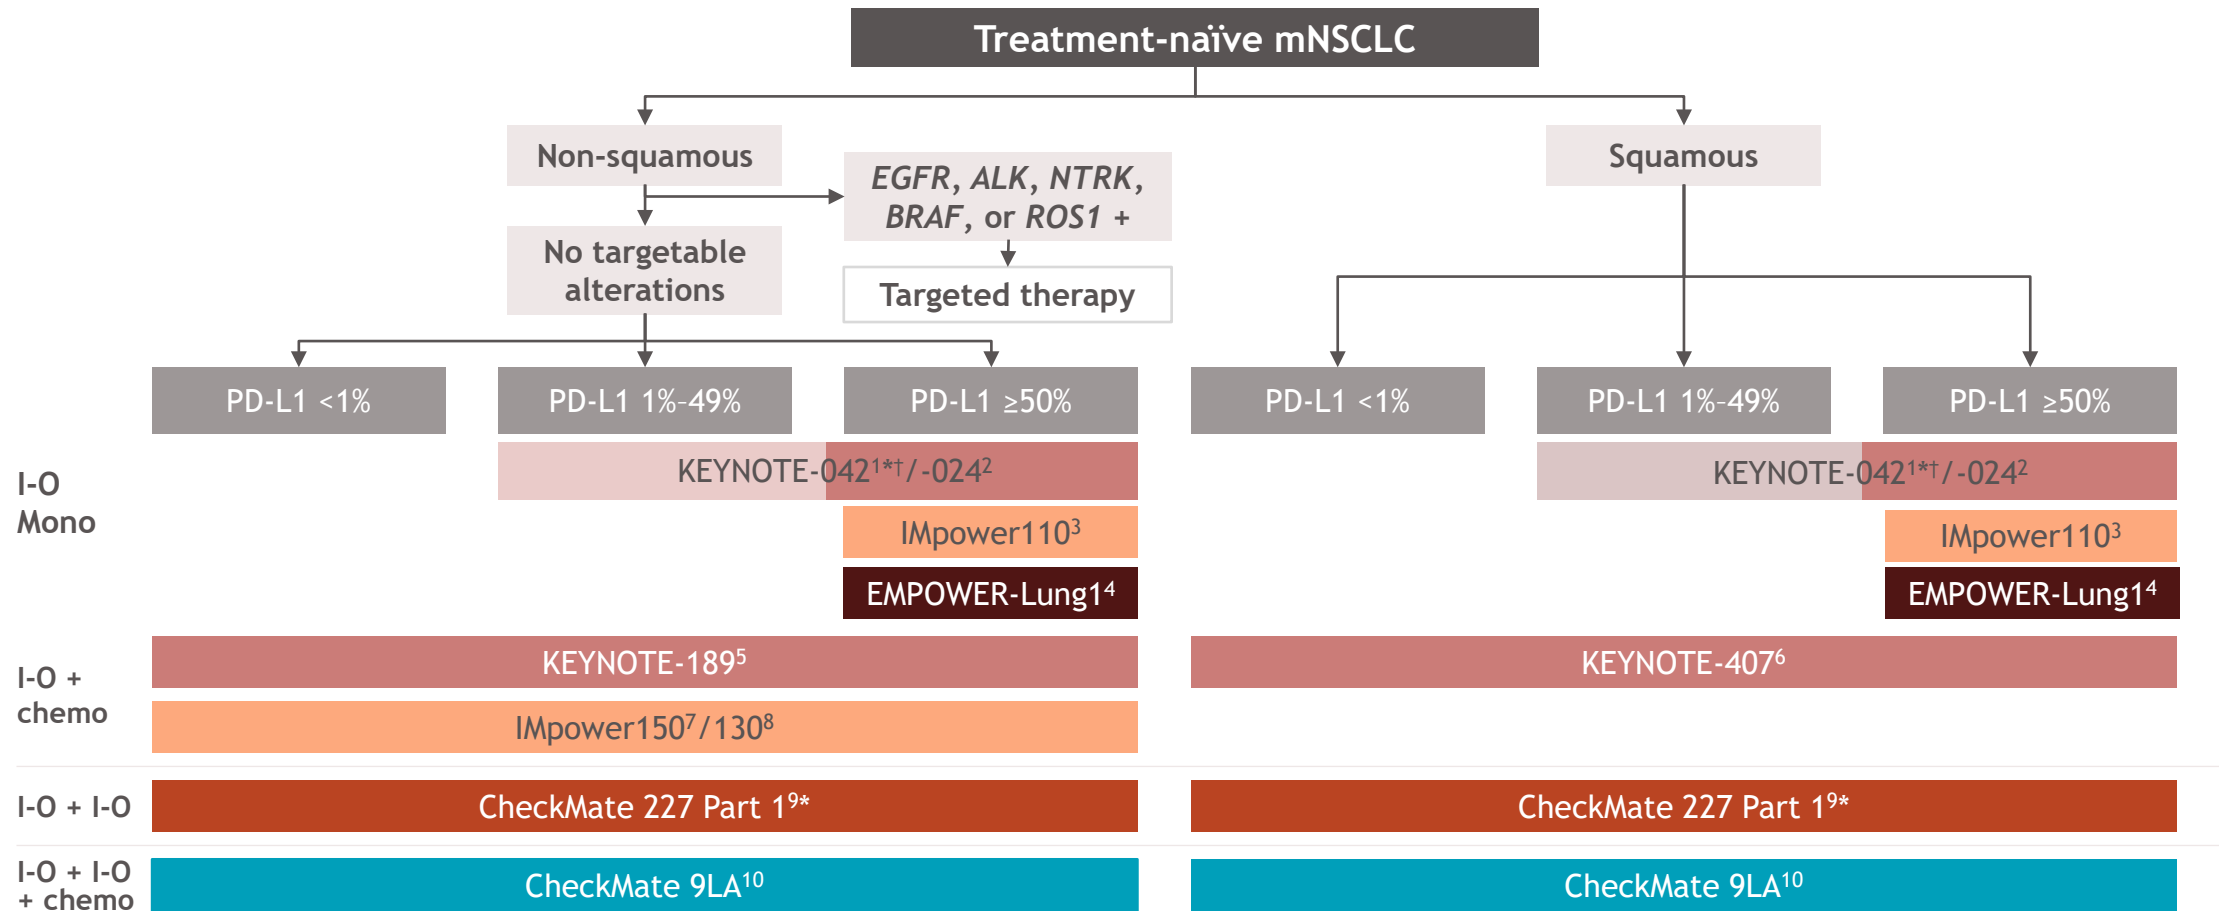 Treatment-naïve mNSCLC
Non-squamous
Squamous
EGFR, ALK, NTRK,
BRAF, or ROS1 +
No targetable
alterations
Targeted therapy
PD-L1 <1%
PD-L1 1%–49%
PD-L1 ≥50%
PD-L1 <1%
PD-L1 1%–49%
PD-L1 ≥50%
I-O
Mono
KEYNOTE-042¹*†/-024²
KEYNOTE-042¹*†/-024²
IMpower110³
IMpower110³
EMPOWER-Lung1⁴
EMPOWER-Lung1⁴
I-O +
chemo
KEYNOTE-189⁵
KEYNOTE-407⁶
IMpower150⁷/130⁸
I-O + I-O
CheckMate 227 Part 1⁹*
CheckMate 227 Part 1⁹*
I-O + I-O
+ chemo
CheckMate 9LA¹⁰
CheckMate 9LA¹⁰